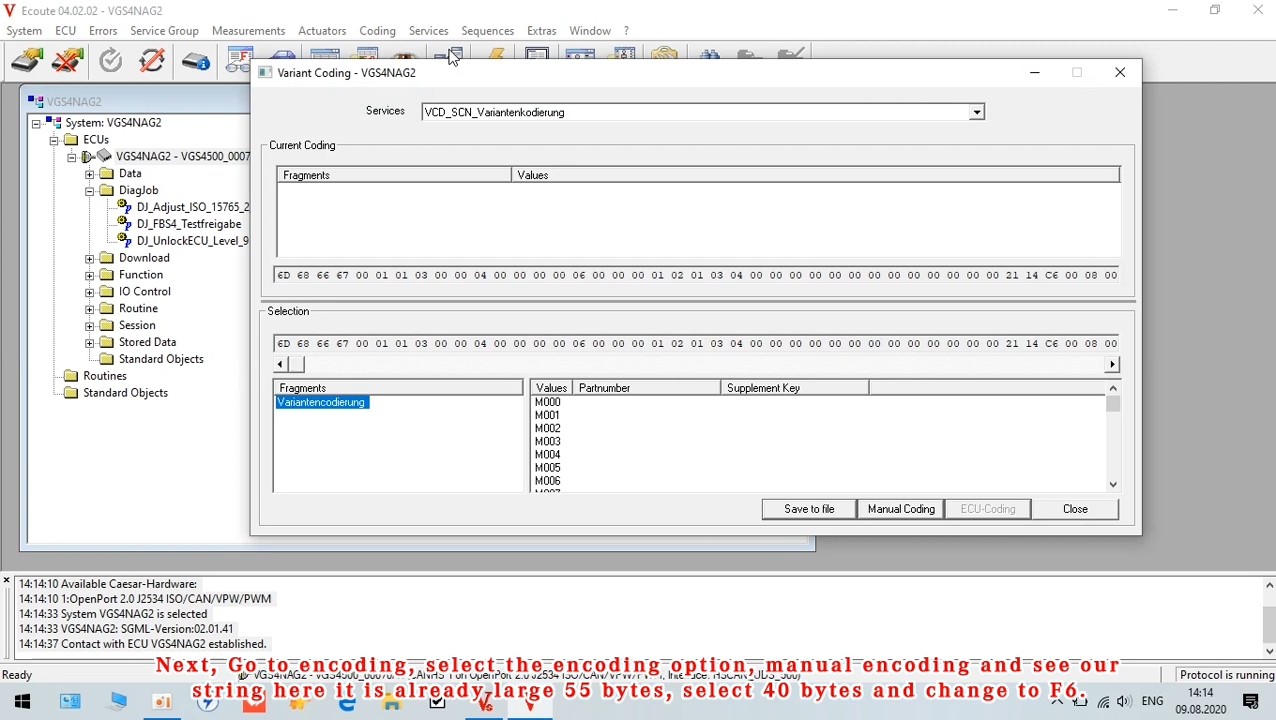 Ecoute 04.02.02 - VGS4NAG2
System ECU Errors Service Group Measurements Actuators Coding Services Sequences Extras Window ?
VGS4NAG2
System: VGS4NAG2
ECUs
VGS4NAG2 - VGS4500_0007
Data
DiagJob
DJ_Adjust_ISO_15765_2
DJ_FBS4_Testfreigabe
DJ_UnlockECU_Level_9
Download
Function
IO Control
Routine
Session
Stored Data
Standard Objects
Routines
Standard Objects
Variant Coding - VGS4NAG2
Services VCD_SCN_Variantenkodierung
Current Coding
Fragments Values
6D 68 66 67 00 01 01 03 00 00 04 00 00 00 00 06 00 00 00 01 02 01 03 04 00 00 00 00 00 00 00 00 00 00 00 00 21 14 C6 00 08 00
Selection
6D 68 66 67 00 01 01 03 00 00 04 00 00 00 00 06 00 00 00 01 02 01 03 04 00 00 00 00 00 00 00 00 00 00 00 00 21 14 C6 00 08 00
Fragments Values Partnumber Supplement Key
Variantencodierung
M000
M001
M002
M003
M004
M005
M006
Save to file Manual Coding ECU-Coding Close
14:14:10 Available Caesar-Hardware:
14:14:10 1:OpenPort 2.0 J2534 ISO/CAN/VPW/PWM
14:14:33 System VGS4NAG2 is selected
14:14:33 VGS4NAG2: SGML-Version:02.01.41
14:14:37 Contact with ECU VGS4NAG2 established.
Next, Go to encoding, select the encoding option, manual encoding and see our
string here it is already large 55 bytes, select 40 bytes and change to F6.
Ready Protocol is running
ENG 14:14
09.08.2020